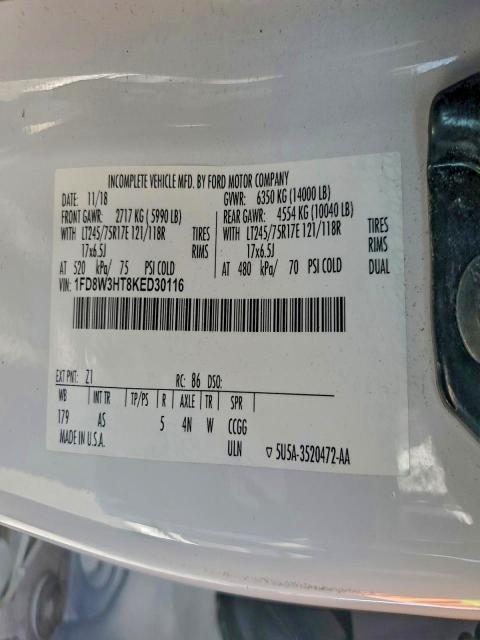 INCOMPLETE VEHICLE MFD. BY FORD MOTOR COMPANY
DATE: 11/18 GVWR: 6350 KG (14000 LB)
FRONT GAWR: 2717 KG (5990 LB) REAR GAWR: 4554 KG (10040 LB)
WITH LT245/75R17E 121/118R TIRES WITH LT245/75R17E 121/118R TIRES
17x6.5J RIMS 17x6.5J RIMS
AT 520 kPa/ 75 PSI COLD AT 480 kPa/ 70 PSI COLD DUAL
VIN: 1FD8W3HT8KED30116
EXT PNT: Z1 RC: 86 DSO:
WB INT TR TP/PS R AXLE TR SPR
179 AS 5 4N W CCGG
MADE IN U.S.A. ULN ▽ 5U5A-3520472-AA